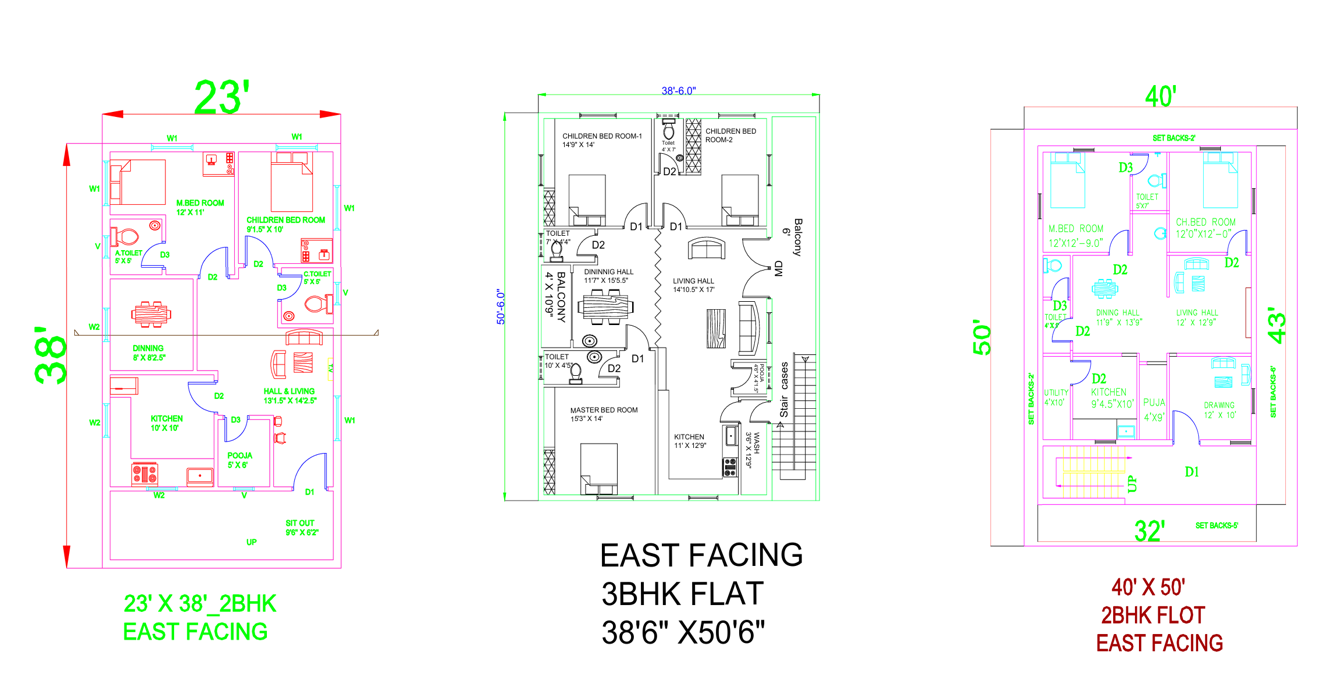 23'
38'
W1
W1
W1
M.BED ROOM
12' X 11'
CHILDREN BED ROOM
9'1.5" X 10'
W1
V
A.TOILET
5' X 5'
D3
D2
D2
C.TOILET
5' X 5'
D3
V
W2
DINNING
8' X 8'2.5"
HALL & LIVING
13'1.5" X 14'2.5"
D2
W2
KITCHEN
10' X 10'
D3
W1
POOJA
5' X 6'
W2
V
D1
SIT OUT
9'6" X 6'2"
UP
23' X 38'_2BHK
EAST FACING
38'-6.0"
50'-6.0"
CHILDREN BED ROOM-1
14'9" X 14'
Toilet
4' X 7'
CHILDREN BED
ROOM-2
D2
D1
D1
TOILET
7' X 4'4"
D2
Balcony
6'
MD
DINING HALL
11'7" X 15'5.5"
LIVING HALL
14'10.5" X 17'
BALCONY
4' X 10'9"
D1
TOILET
10' X 4'5"
D2
POOJA
Stair cases
MASTER BED ROOM
15'3" X 14'
KITCHEN
11' X 12'9"
WASH
3'6" X 12'9"
EAST FACING
3BHK FLAT
38'6" X50'6"
40'
SET BACKS-2'
50'
D3
TOILET
5'X7'
M.BED ROOM
12'X12'-9.0"
CH.BED ROOM
12'0"X12'-0"
D2
D2
D3
TOILET
D2
DINING HALL
11'9" X 13'9"
LIVING HALL
12' X 12'9"
43'
SET BACKS-2'
SET BACKS-6'
D2
UTILITY
4'X10'
KITCHEN
9'4.5"X10'
PUJA
4'X9'
DRAWING
12' X 10'
UP
D1
32'
SET BACKS-5'
40' X 50'
2BHK FLOT
EAST FACING